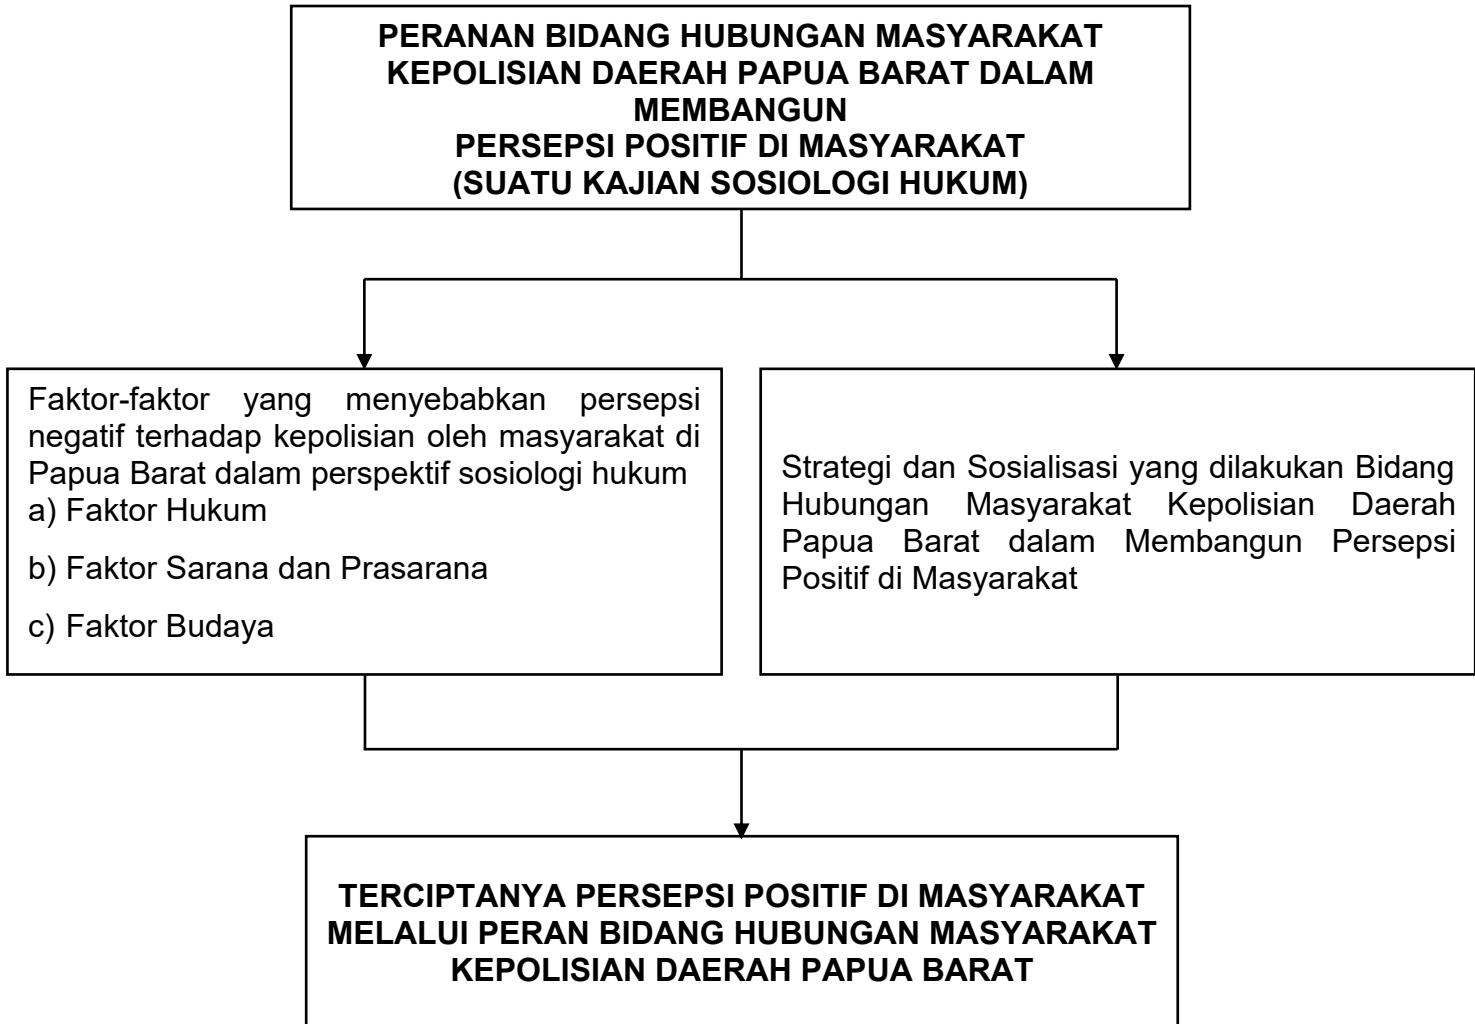 PERANAN BIDANG HUBUNGAN MASYARAKAT
KEPOLISIAN DAERAH PAPUA BARAT DALAM
MEMBANGUN
PERSEPSI POSITIF DI MASYARAKAT
(SUATU KAJIAN SOSIOLOGI HUKUM)
Faktor-faktor yang menyebabkan persepsi
negatif terhadap kepolisian oleh masyarakat di
Papua Barat dalam perspektif sosiologi hukum
a) Faktor Hukum
b) Faktor Sarana dan Prasarana
c) Faktor Budaya
Strategi dan Sosialisasi yang dilakukan Bidang
Hubungan Masyarakat Kepolisian Daerah
Papua Barat dalam Membangun Persepsi
Positif di Masyarakat
TERCIPTANYA PERSEPSI POSITIF DI MASYARAKAT
MELALUI PERAN BIDANG HUBUNGAN MASYARAKAT
KEPOLISIAN DAERAH PAPUA BARAT